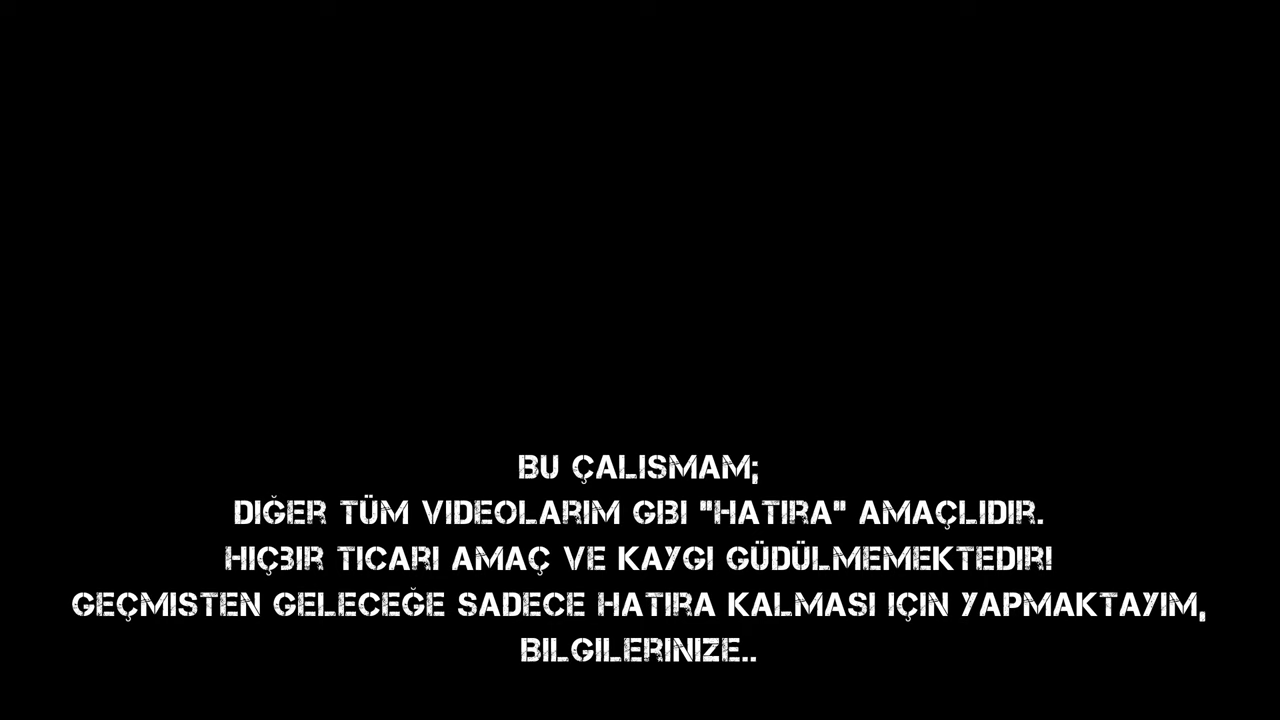 BU ÇALISMAM;
DIĞER TÜM VIDEOLARIM GBI "HATIRA" AMAÇLIDIR.
HIÇBIR TICARI AMAÇ VE KAYGI GÜDÜLMEMEKTEDIR!
GEÇMISTEN GELECEĞE SADECE HATIRA KALMASI IÇIN YAPMAKTAYIM,
BILGILERINIZE..